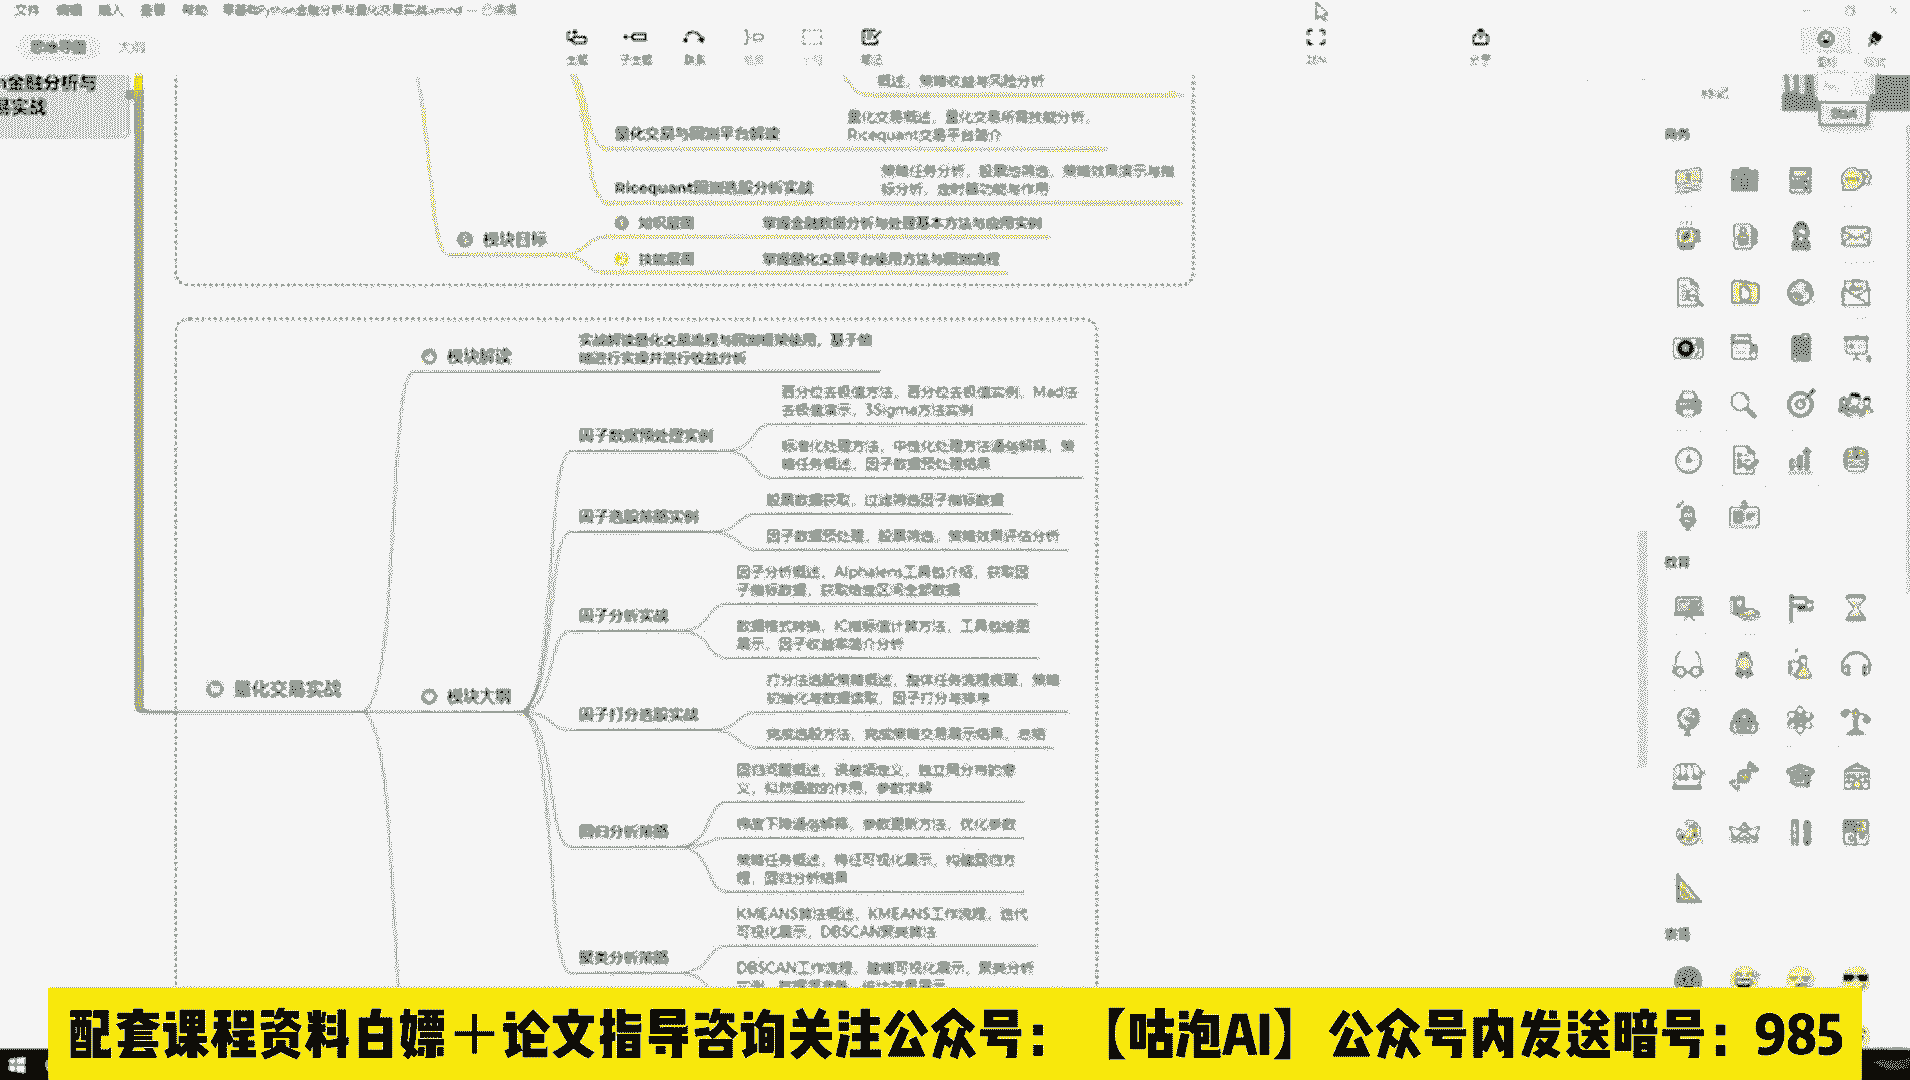 文件 编辑 插入 查看 帮助 零基础Python金融分析与量化交易实战.xmind — 已编辑
思维导图 大纲
主题 子主题 联系 概要 外框 笔记
分享
金融分析与
易实战
概述，策略收益与风险分析
量化交易与回测平台解读
量化交易概述，量化交易所需技能分析，
Ricequant交易平台简介
Ricequant回测选股分析实战
策略任务分析，股票池筛选，策略效果演示与指
标分析，定时器功能与作用
模块目标
知识层面 掌握金融数据分析与处理基本方法与应用实例
技能层面 掌握量化交易平台使用方法与回测流程
模块解读
实战解读量化交易流程与回测框架使用，基于策
略进行实操并进行收益分析
因子数据预处理实例
百分位去极值方法，百分位去极值实例，Mad法
去极值演示，3Sigma方法实例
标准化处理方法，中性化处理方法通俗解释，策
略任务概述，因子数据预处理结果
因子选股策略实例
股票数据获取，过滤筛选因子指标数据
因子数据预处理，股票筛选，策略效果评估分析
因子分析实战
因子分析概述，Alphalens工具包介绍，获取因
子指标数据，获取给定区间全部数据
数据格式转换，IC指标值计算方法，工具包绘图
展示，因子收益率简介分析
量化交易实战
模块大纲
因子打分选股实战
打分法选股策略概述，整体任务流程梳理，策略
初始化与数据读取，因子打分与排序
完成选股方法，完成策略交易展示结果，总结
回归分析策略
回归问题概述，误差项定义，独立同分布的意
义，似然函数的作用，参数求解
梯度下降通俗解释，参数更新方法，优化参数
策略任务概述，特征可视化展示，构建回归方
程，回归分析结果
聚类分析策略
KMEANS算法概述，KMEANS工作流程，迭代
可视化展示，DBSCAN聚类算法
DBSCAN工作流程，建模可视化展示，聚类分析
配套课程资料白嫖＋论文指导咨询关注公众号：【咕泡AI】公众号内发送暗号：985